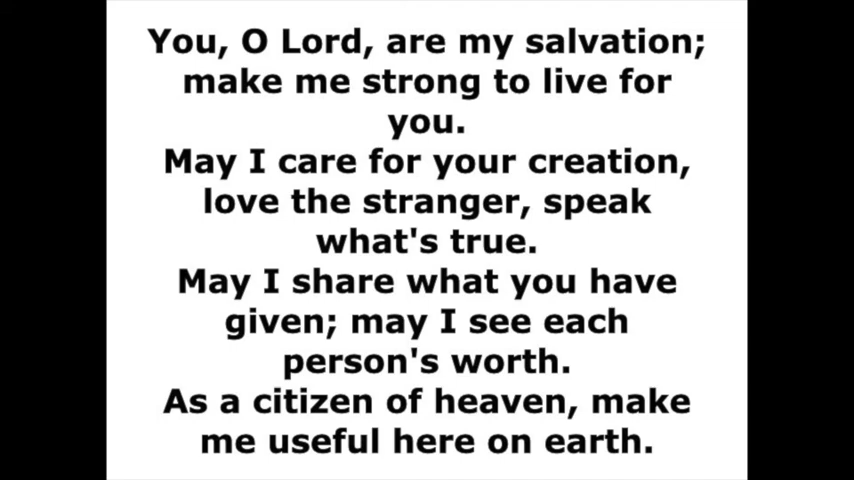 You, O Lord, are my salvation;
make me strong to live for
you.
May I care for your creation,
love the stranger, speak
what's true.
May I share what you have
given; may I see each
person's worth.
As a citizen of heaven, make
me useful here on earth.